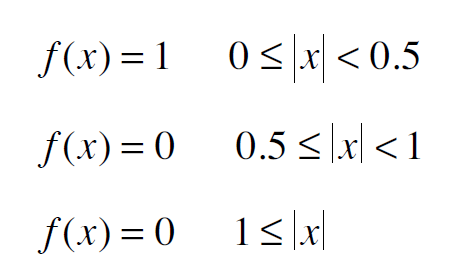 f(x) = 1 0 ≤ |x| < 0.5
f(x) = 0 0.5 ≤ |x| < 1
f(x) = 0 1 ≤ |x|